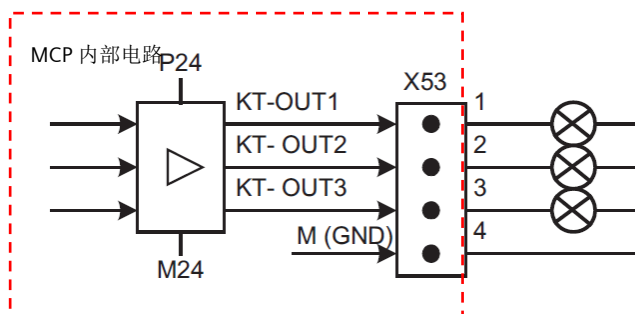 MCP 内部电路
P24
X53
KT-OUT1
1
KT- OUT2
2
KT- OUT3
3
M (GND)
4
M24